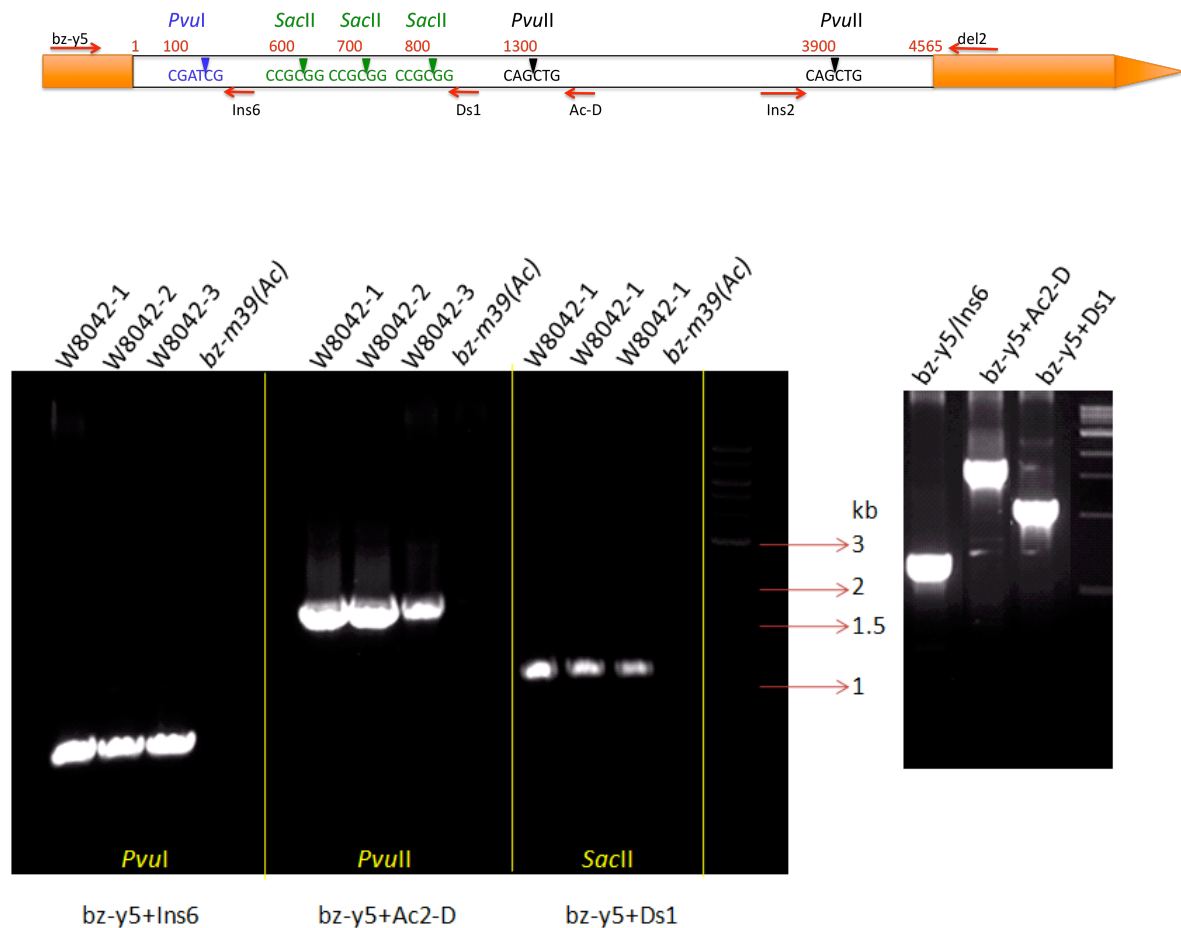 PvuI SacII SacII SacII PvuII PvuII
bz-y5 1 100 600 700 800 1300 3900 4565 del2
CGATCG CCGCGG CCGCGG CCGCGG CAGCTG CAGCTG
Ins6 Ds1 Ac-D Ins2
W8042-1 W8042-2 W8042-3 bz-m39(Ac) W8042-1 W8042-2 W8042-3 bz-m39(Ac) W8042-1 W8042-1 W8042-1 bz-m39(Ac) bz-y5/Ins6 bz-y5+Ac2-D bz-y5+Ds1
kb
3
2
1.5
1
PvuI PvuII SacII
bz-y5+Ins6 bz-y5+Ac2-D bz-y5+Ds1